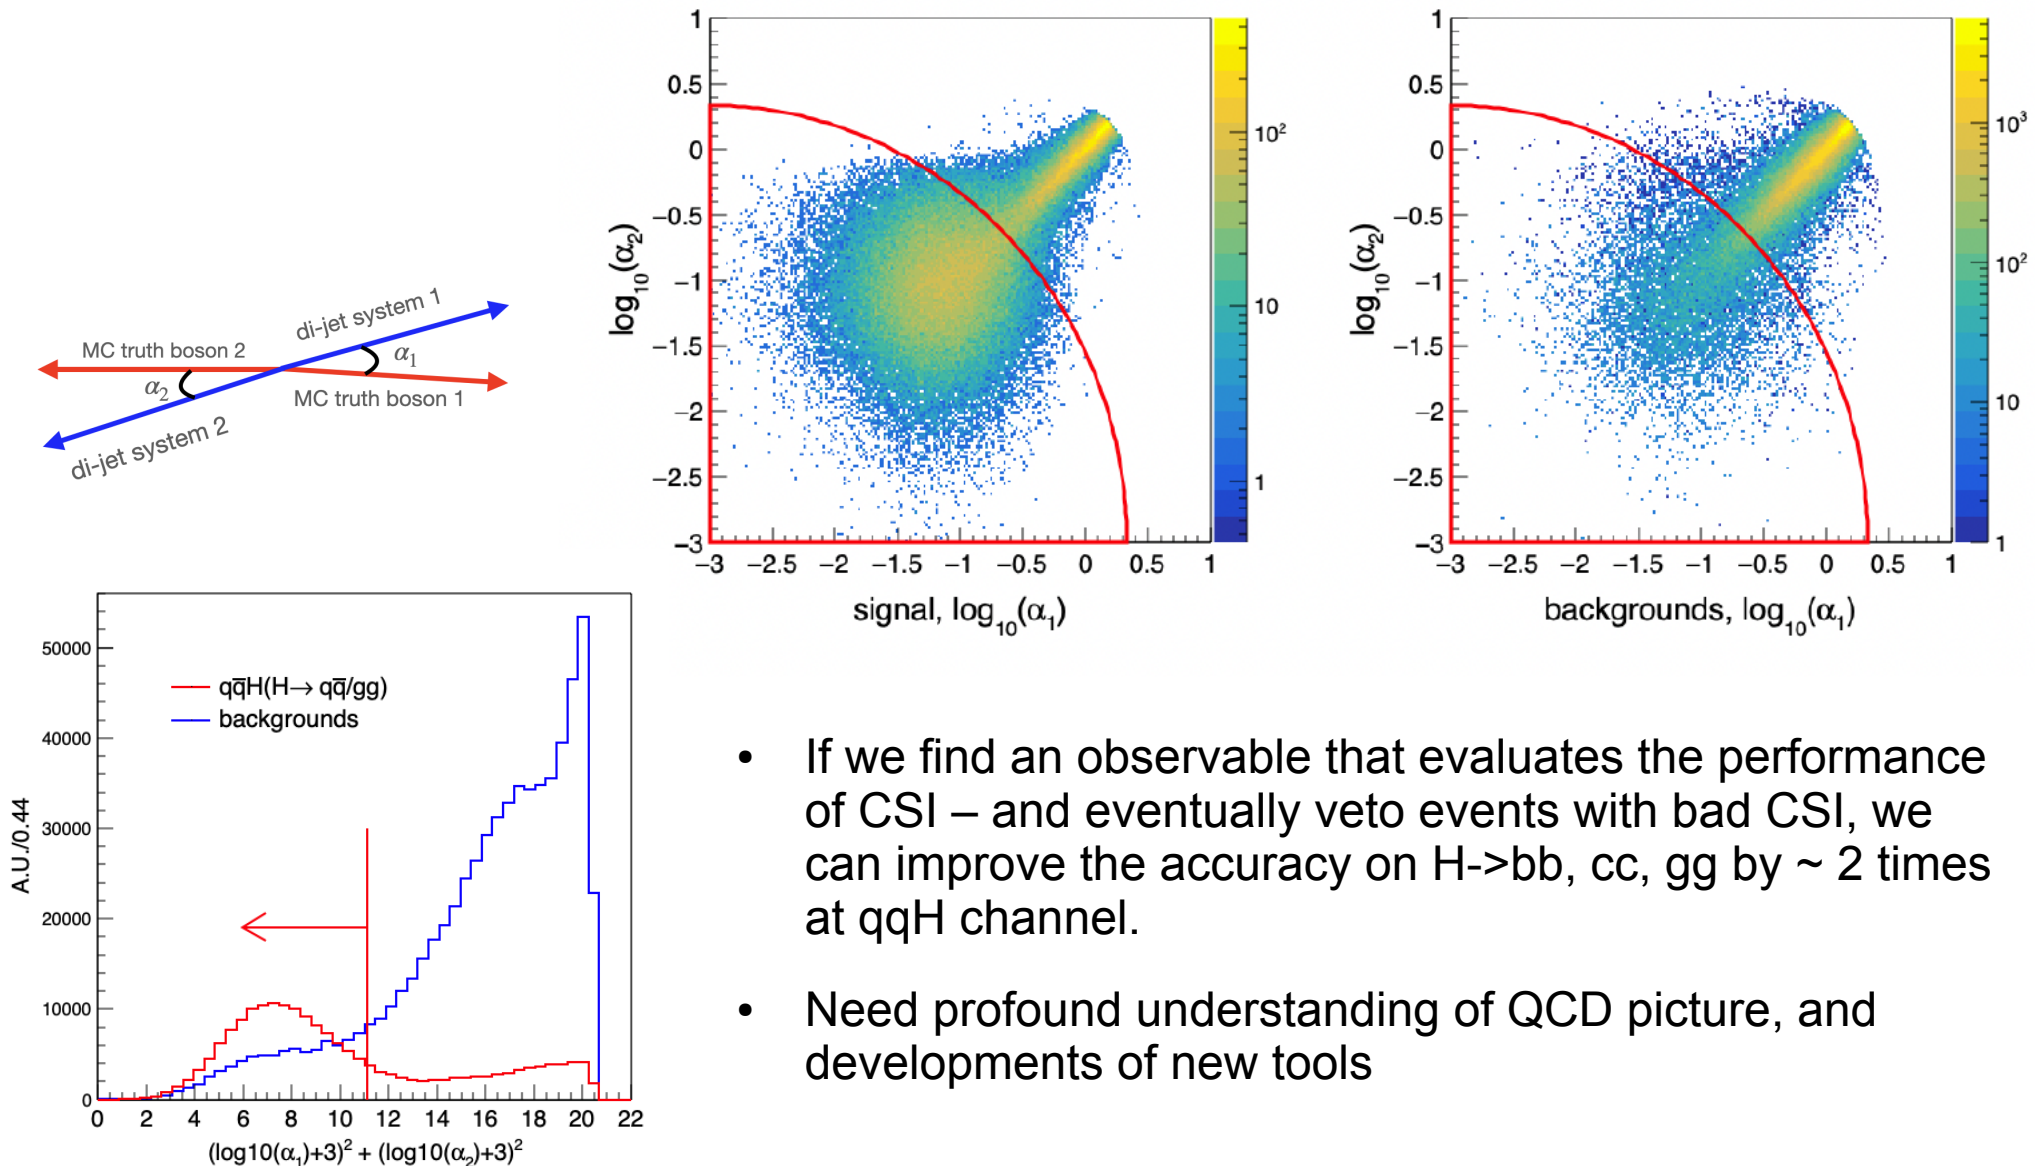 di-jet system 1
MC truth boson 2
α₁
α₂
MC truth boson 1
di-jet system 2
1
0.5
0
−0.5
−1
−1.5
−2
−2.5
−3
log₁₀(α₂)
−3 −2.5 −2 −1.5 −1 −0.5 0 0.5 1
signal, log₁₀(α₁)
10²
10
1
1
0.5
0
−0.5
−1
−1.5
−2
−2.5
−3
log₁₀(α₂)
−3 −2.5 −2 −1.5 −1 −0.5 0 0.5 1
backgrounds, log₁₀(α₁)
10³
10²
10
1
50000
40000
30000
20000
10000
0
A.U./0.44
qq̅H(H→ qq̅/gg)
backgrounds
0 2 4 6 8 10 12 14 16 18 20 22
(log10(α₁)+3)² + (log10(α₂)+3)²
• If we find an observable that evaluates the performance
of CSI – and eventually veto events with bad CSI, we
can improve the accuracy on H->bb, cc, gg by ~ 2 times
at qqH channel.
• Need profound understanding of QCD picture, and
developments of new tools